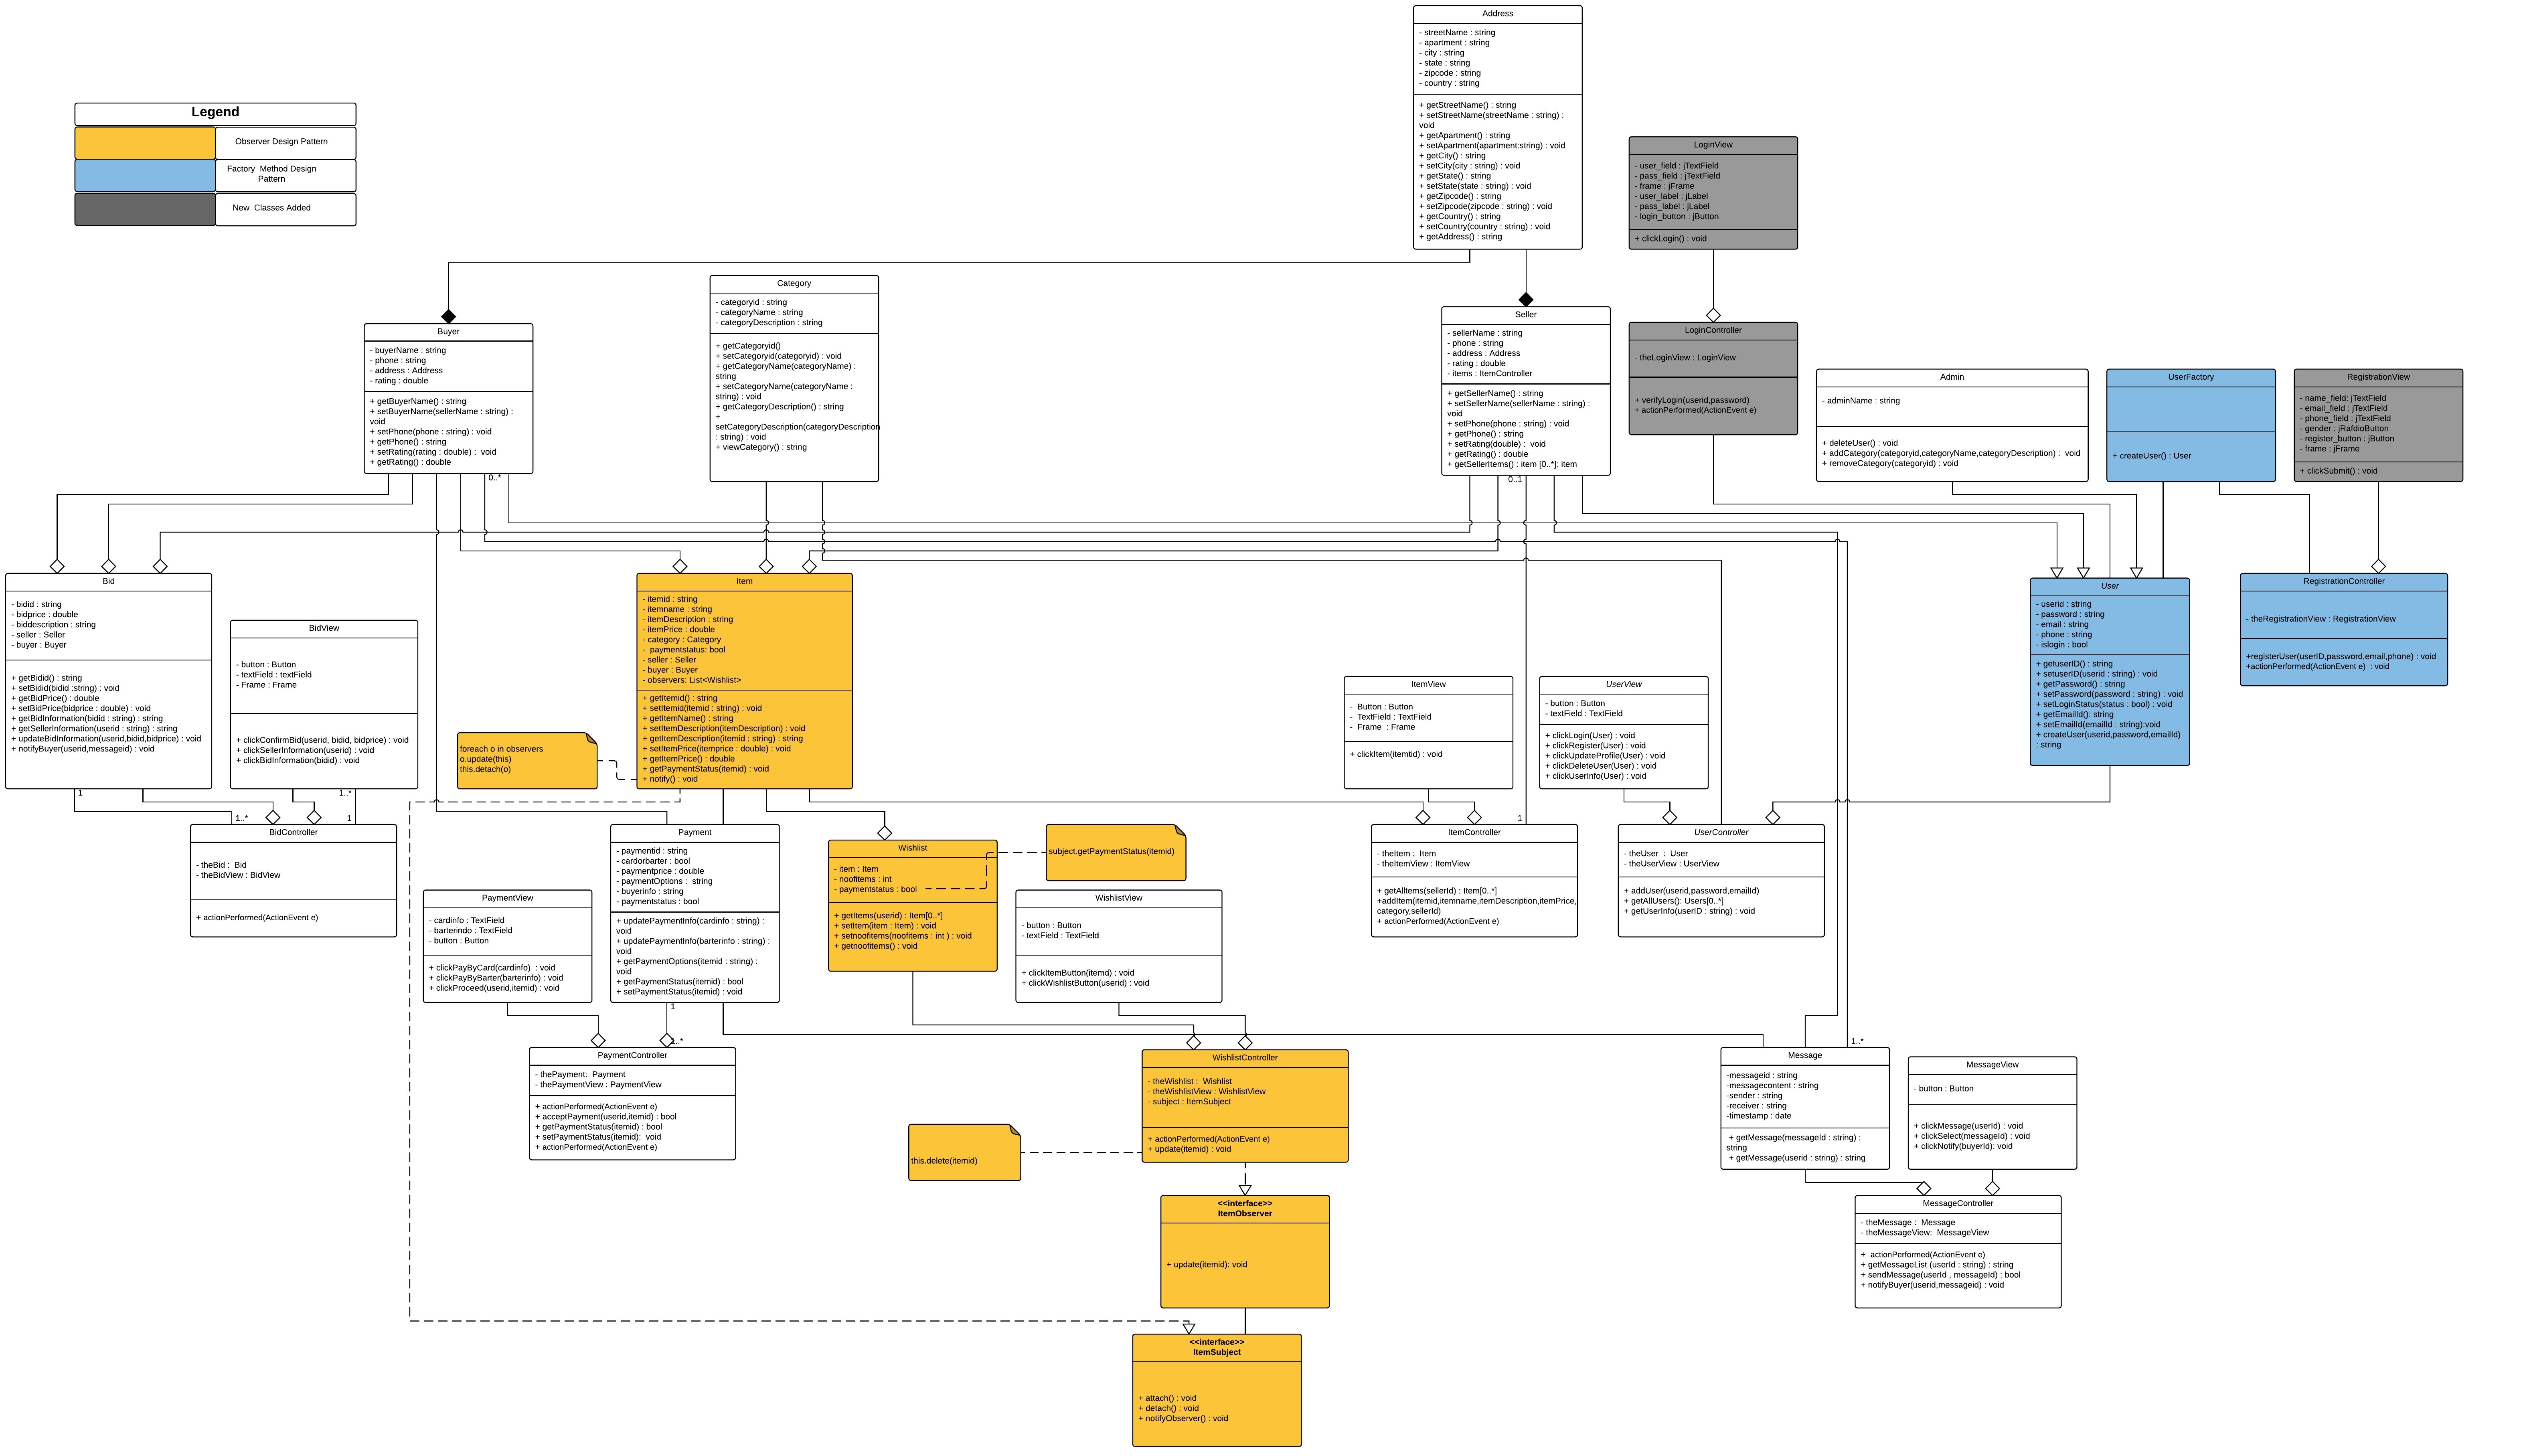 Address
- streetName : string
- apartment : string
- city : string
- state : string
- zipcode : string
- country : string
+ getStreetName() : string
+ setStreetName(streetName : string) :
void
+ getApartment() : string
+ setApartment(apartment:string) : void
+ getCity() : string
+ setCity(city : string) : void
+ getState() : string
+ setState(state : string) : void
+ getZipcode() : string
+ setZipcode(zipcode : string) : void
+ getCountry() : string
+ setCountry(country : string) : void
+ getAddress() : string
Legend
Observer Design Pattern
Factory Method Design
Pattern
New Classes Added
LoginView
- user_field : jTextField
- pass_field : jTextField
- frame : jFrame
- user_label : jLabel
- pass_label : jLabel
- login_button : jButton
+ clickLogin() : void
Category
- categoryid : string
- categoryName : string
- categoryDescription : string
+ getCategoryid()
+ setCategoryid(categoryid) : void
+ getCategoryName(categoryName) :
string
+ setCategoryName(categoryName :
string) : void
+ getCategoryDescription() : string
+
setCategoryDescription(categoryDescription
: string) : void
+ viewCategory() : string
Buyer
- buyerName : string
- phone : string
- address : Address
- rating : double
+ getBuyerName() : string
+ setBuyerName(sellerName : string) :
void
+ setPhone(phone : string) : void
+ getPhone() : string
+ setRating(rating : double) : void
+ getRating() : double
0..*
Seller
- sellerName : string
- phone : string
- address : Address
- rating : double
- items : ItemController
+ getSellerName() : string
+ setSellerName(sellerName : string) :
void
+ setPhone(phone : string) : void
+ getPhone() : string
+ setRating(double) : void
+ getRating() : double
+ getSellerItems() : item [0..*]: item
0..1
LoginController
- theLoginView : LoginView
+ verifyLogin(userid,password)
+ actionPerformed(ActionEvent e)
Admin
- adminName : string
+ deleteUser() : void
+ addCategory(categoryid,categoryName,categoryDescription) : void
+ removeCategory(categoryid) : void
UserFactory
+ createUser() : User
RegistrationView
- name_field: jTextField
- email_field : jTextField
- phone_field : jTextField
- gender : jRafdioButton
- register_button : jButton
- frame : jFrame
+ clickSubmit() : void
Bid
- bidid : string
- bidprice : double
- biddescription : string
- seller : Seller
- buyer : Buyer
+ getBidid() : string
+ setBidid(bidid :string) : void
+ getBidPrice() : double
+ setBidPrice(bidprice : double) : void
+ getBidInformation(bidid : string) : string
+ getSellerInformation(userid : string) : string
+ updateBidInformation(userid,bidid,bidprice) : void
+ notifyBuyer(userid,messageid) : void
1
1..*
BidView
- button : Button
- textField : textField
- Frame : Frame
+ clickConfirmBid(userid, bidid, bidprice) : void
+ clickSellerInformation(userid) : void
+ clickBidInformation(bidid) : void
1..*
1
BidController
- theBid : Bid
- theBidView : BidView
+ actionPerformed(ActionEvent e)
foreach o in observers
o.update(this)
this.detach(o)
Item
- itemid : string
- itemname : string
- itemDescription : string
- itemPrice : double
- category : Category
- paymentstatus: bool
- seller : Seller
- buyer : Buyer
- observers: List<Wishlist>
+ getItemid() : string
+ setItemid(itemid : string) : void
+ getItemName() : string
+ setItemDescription(itemDescription) : void
+ getItemDescription(itemid : string) : string
+ setItemPrice(itemprice : double) : void
+ getItemPrice() : double
+ getPaymentStatus(itemid) : void
+ notify() : void
ItemView
- Button : Button
- TextField : TextField
- Frame : Frame
+ clickItem(itemtid) : void
UserView
- button : Button
- textField : TextField
+ clickLogin(User) : void
+ clickRegister(User) : void
+ clickUpdateProfile(User) : void
+ clickDeleteUser(User) : void
+ clickUserInfo(User) : void
User
- userid : string
- password : string
- email : string
- phone : string
- islogin : bool
+ getuserID() : string
+ setuserID(userid : string) : void
+ getPassword() : string
+ setPassword(password : string) : void
+ setLoginStatus(status : bool) : void
+ getEmailId(): string
+ setEmailId(emailId : string):void
+ createUser(userid,password,emailId)
: string
RegistrationController
- theRegistrationView : RegistrationView
+registerUser(userID,password,email,phone) : void
+actionPerformed(ActionEvent e) : void
PaymentView
- cardinfo : TextField
- barterindo : TextField
- button : Button
+ clickPayByCard(cardinfo) : void
+ clickPayByBarter(barterinfo) : void
+ clickProceed(userid,itemid) : void
Payment
- paymentid : string
- cardorbarter : bool
- paymentprice : double
- paymentOptions : string
- buyerinfo : string
- paymentstatus : bool
+ updatePaymentInfo(cardinfo : string) :
void
+ updatePaymentInfo(barterinfo : string) :
void
+ getPaymentOptions(itemid : string) :
void
+ getPaymentStatus(itemid) : bool
+ setPaymentStatus(itemid) : void
1
1..*
Wishlist
- item : Item
- noofitems : int
- paymentstatus : bool
+ getItems(userid) : Item[0..*]
+ setItem(item : Item) : void
+ setnoofitems(noofitems : int ) : void
+ getnoofitems() : void
subject.getPaymentStatus(itemid)
WishlistView
- button : Button
- textField : TextField
+ clickItemButton(itemd) : void
+ clickWishlistButton(userid) : void
1
ItemController
- theItem : Item
- theItemView : ItemView
+ getAlItems(sellerId) : Item[0..*]
+addItem(itemid,itemname,itemDescription,itemPrice,
category,sellerId)
+ actionPerformed(ActionEvent e)
UserController
- theUser : User
- theUserView : UserView
+ addUser(userid,password,emailId)
+ getAllUsers(): Users[0..*]
+ getUserInfo(userID : string) : void
PaymentController
- thePayment: Payment
- thePaymentView : PaymentView
+ actionPerformed(ActionEvent e)
+ acceptPayment(userid,itemid) : bool
+ getPaymentStatus(itemid) : bool
+ setPaymentStatus(itemid): void
+ actionPerformed(ActionEvent e)
this.delete(itemid)
WishlistController
- theWishlist : Wishlist
- theWishlistView : WishlistView
- subject : ItemSubject
+ actionPerformed(ActionEvent e)
+ update(itemid) : void
1..*
Message
-messageid : string
-messagecontent : string
-sender : string
-receiver : string
-timestamp : date
+ getMessage(messageId : string) :
string
+ getMessage(userid : string) : string
MessageView
- button : Button
+ clickMessage(userId) : void
+ clickSelect(messageId) : void
+ clickNotify(buyerId): void
MessageController
- theMessage : Message
- theMessageView: MessageView
+ actionPerformed(ActionEvent e)
+ getMessageList (userId : string) : string
+ sendMessage(userId , messageId) : bool
+ notifyBuyer(userid,messageid) : void
<<interface>>
ItemObserver
+ update(itemid): void
<<interface>>
ItemSubject
+ attach() : void
+ detach() : void
+ notifyObserver() : void